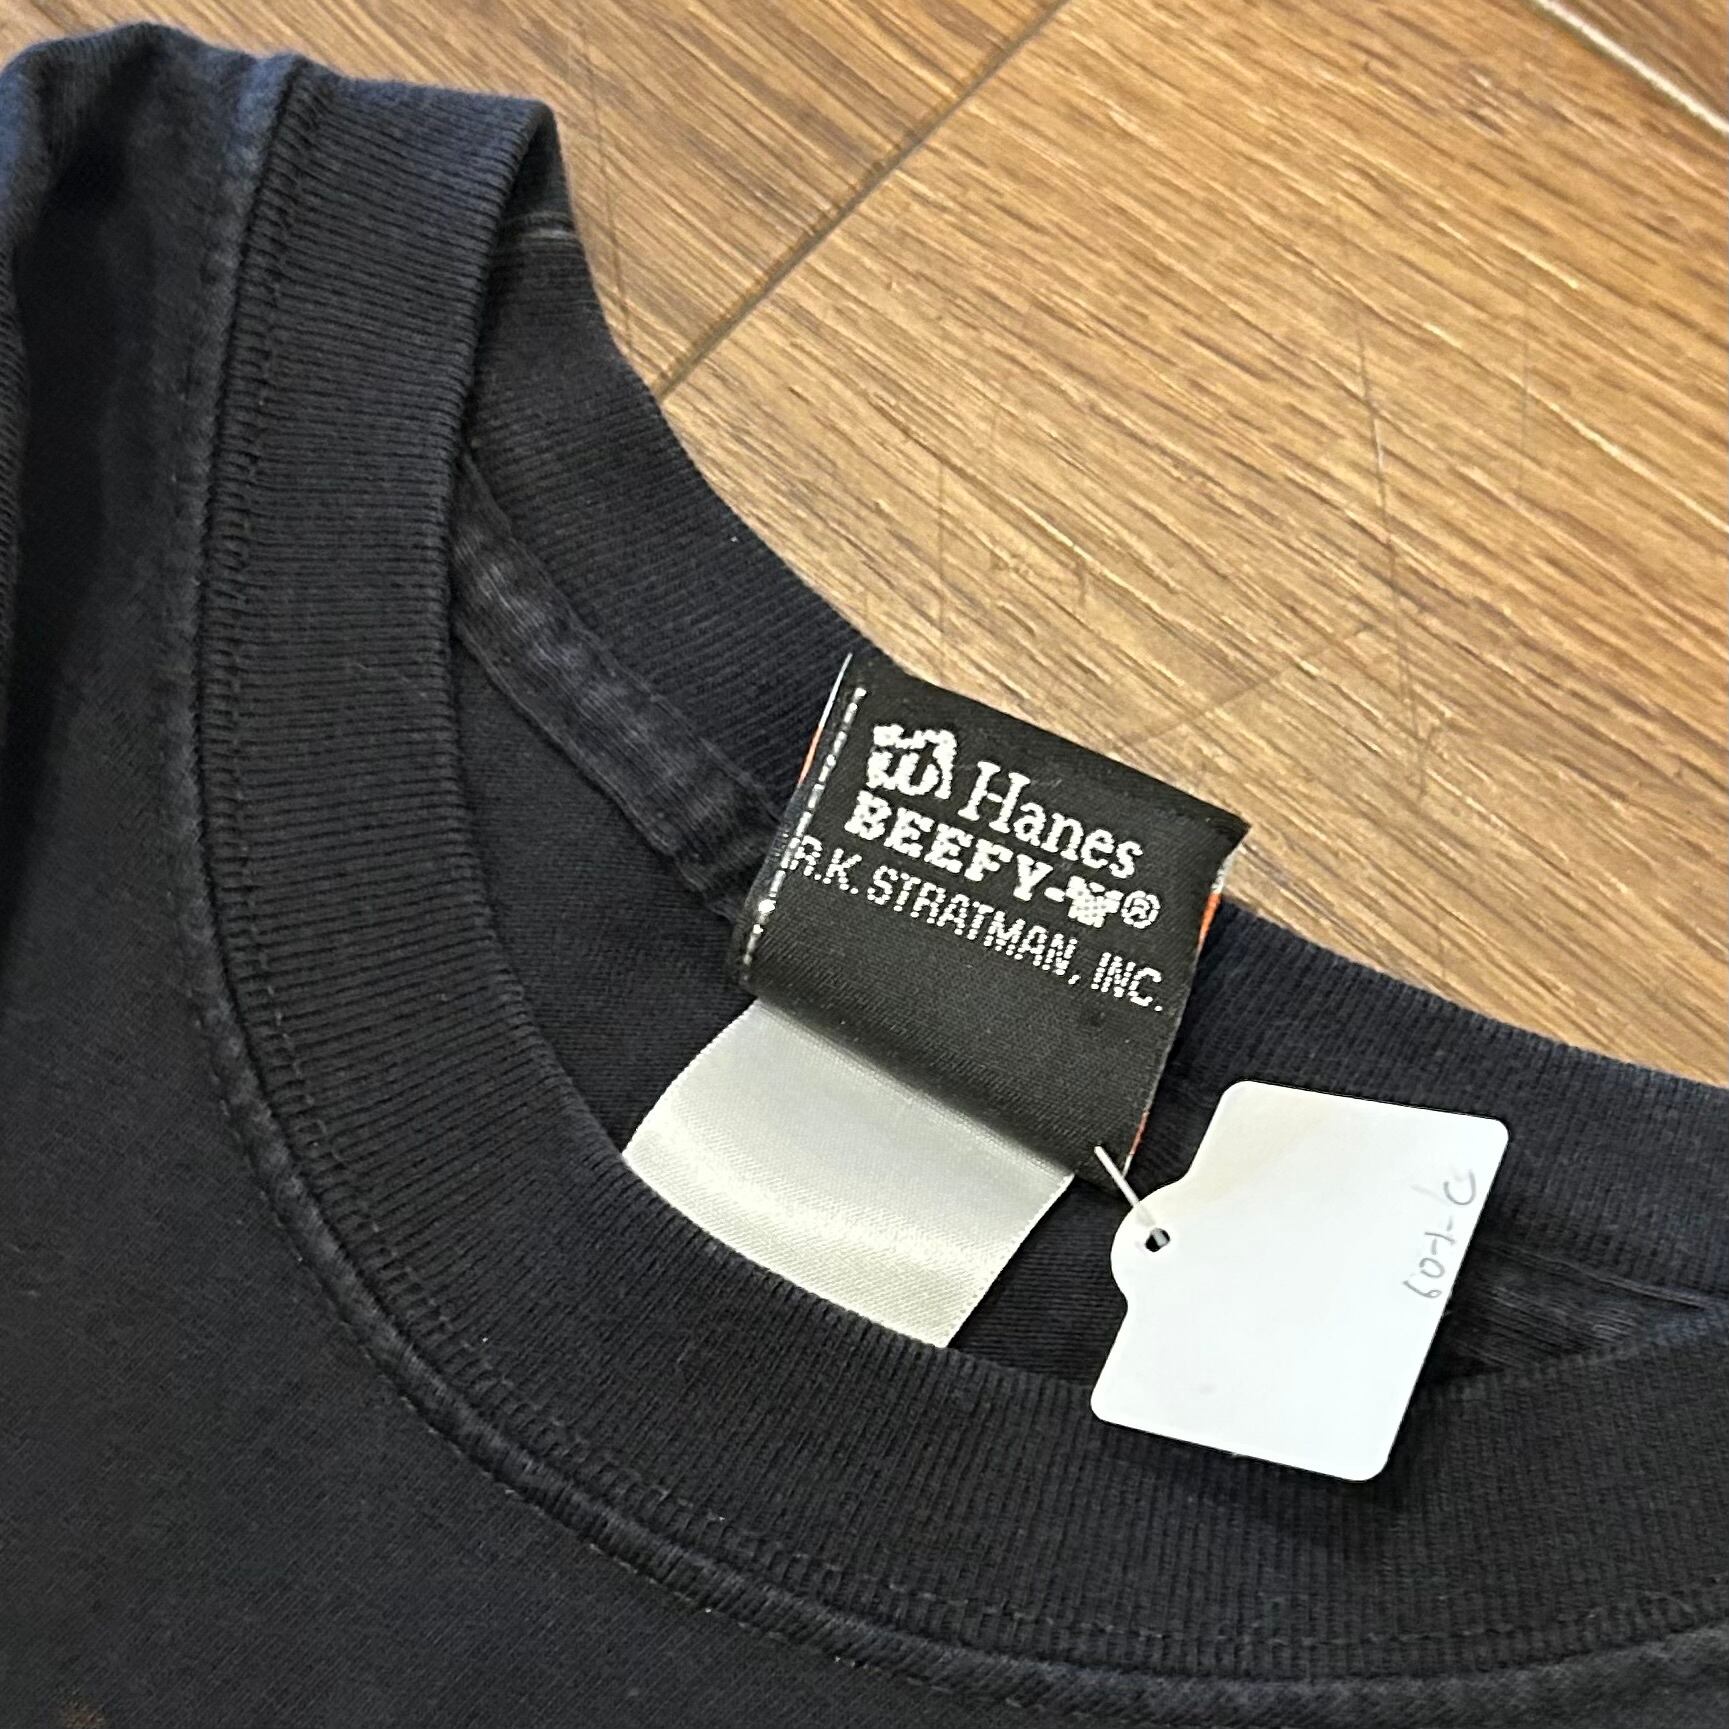 Hanes
BEEFY-T®
R.K. STRATMAN, INC.